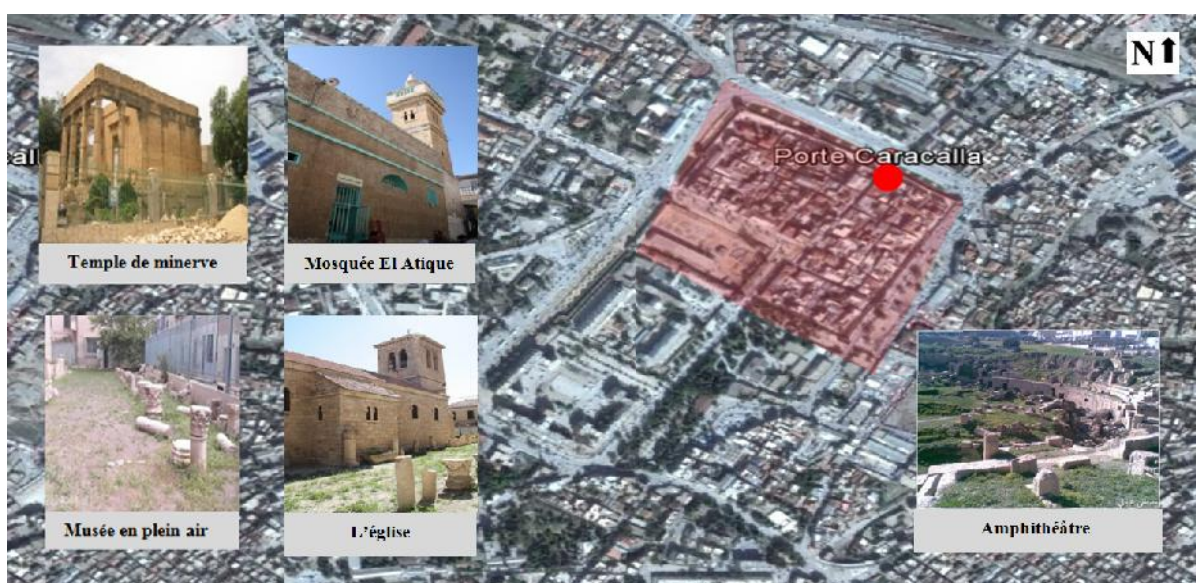 N
Porte Caracalla
Temple de minerve
Mosquée El Atique
Musée en plein air
L'église
Amphithéâtre